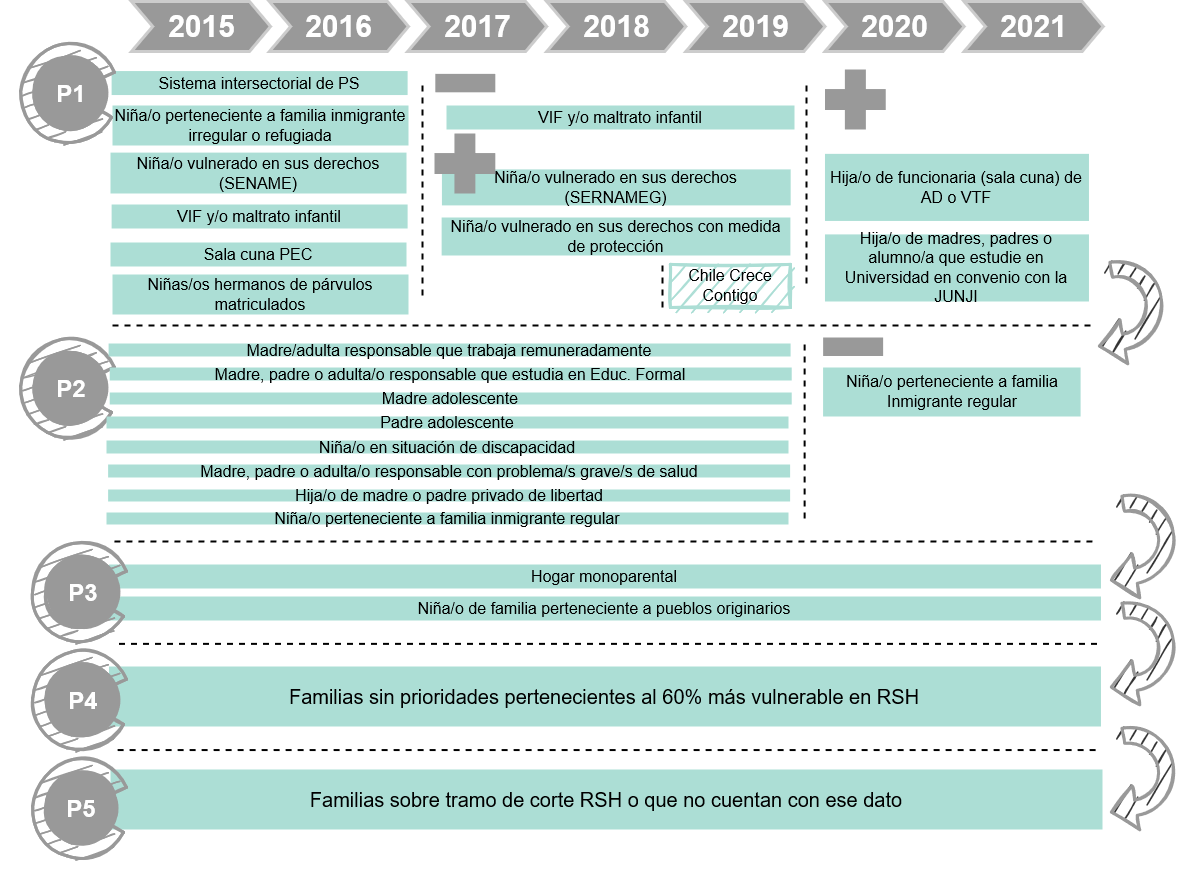 2015
2016
2017
2018
2019
2020
2021
P1
Sistema intersectorial de PS
Niña/o perteneciente a familia inmigrante
irregular o refugiada
Niña/o vulnerado en sus derechos
(SENAME)
VIF y/o maltrato infantil
Sala cuna PEC
Niñas/os hermanos de párvulos
matriculados
VIF y/o maltrato infantil
Niña/o vulnerado en sus derechos
(SERNAMEG)
Niña/o vulnerado en sus derechos con medida
de protección
Chile Crece
Contigo
Hija/o de funcionaria (sala cuna) de
AD o VTF
Hija/o de madres, padres o
alumno/a que estudie en
Universidad en convenio con la
JUNJI
P2
Madre/adulta responsable que trabaja remuneradamente
Madre, padre o adulta/o responsable que estudia en Educ. Formal
Madre adolescente
Padre adolescente
Niña/o en situación de discapacidad
Madre, padre o adulta/o responsable con problema/s grave/s de salud
Hija/o de madre o padre privado de libertad
Niña/o perteneciente a familia inmigrante regular
Niña/o perteneciente a familia
Inmigrante regular
P3
Hogar monoparental
Niña/o de familia perteneciente a pueblos originarios
P4
Familias sin prioridades pertenecientes al 60% más vulnerable en RSH
P5
Familias sobre tramo de corte RSH o que no cuentan con ese dato